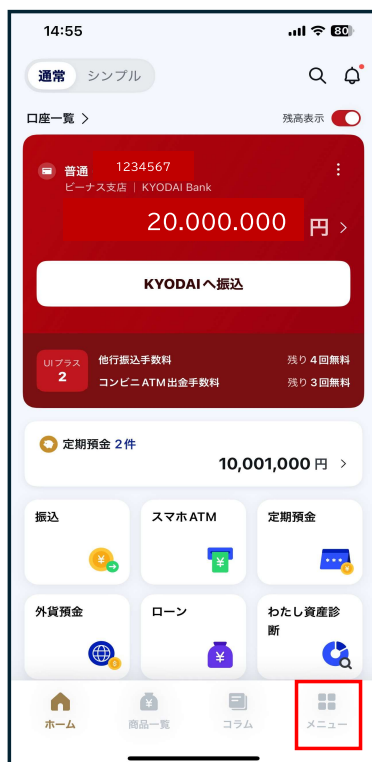 14:55
80
通常 シンプル
口座一覧 >
残高表示
普通 1234567
ビーナス支店 | KYODAI Bank
20.000.000 円 >
KYODAIへ振込
UIプラス
2
他行振込手数料 残り4回無料
コンビニATM出金手数料 残り3回無料
定期預金 2件
10,001,000 円 >
振込 スマホATM 定期預金
外貨預金 ローン わたし資産診
断
ホーム 商品一覧 コラム メニュー